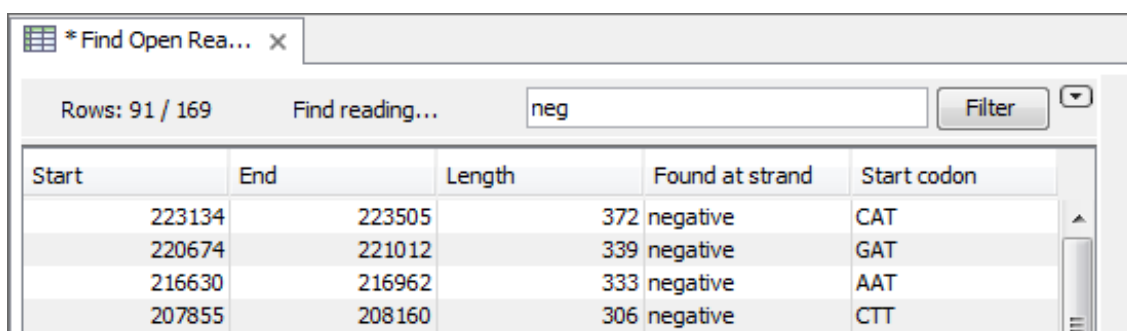 * Find Open Rea...
Rows: 91 / 169 Find reading... neg Filter
Start End Length Found at strand Start codon
223134 223505 372 negative CAT
220674 221012 339 negative GAT
216630 216962 333 negative AAT
207855 208160 306 negative CTT